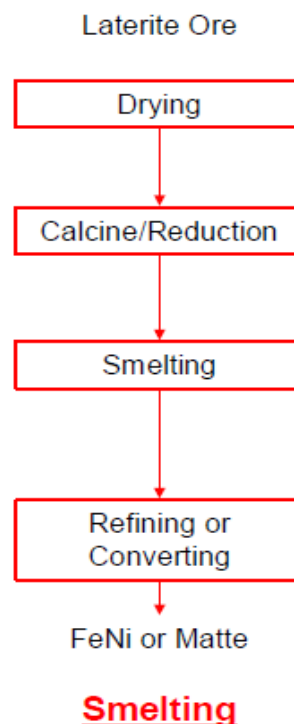 Laterite Ore
Drying
Calcine/Reduction
Smelting
Refining or
Converting
FeNi or Matte
Smelting